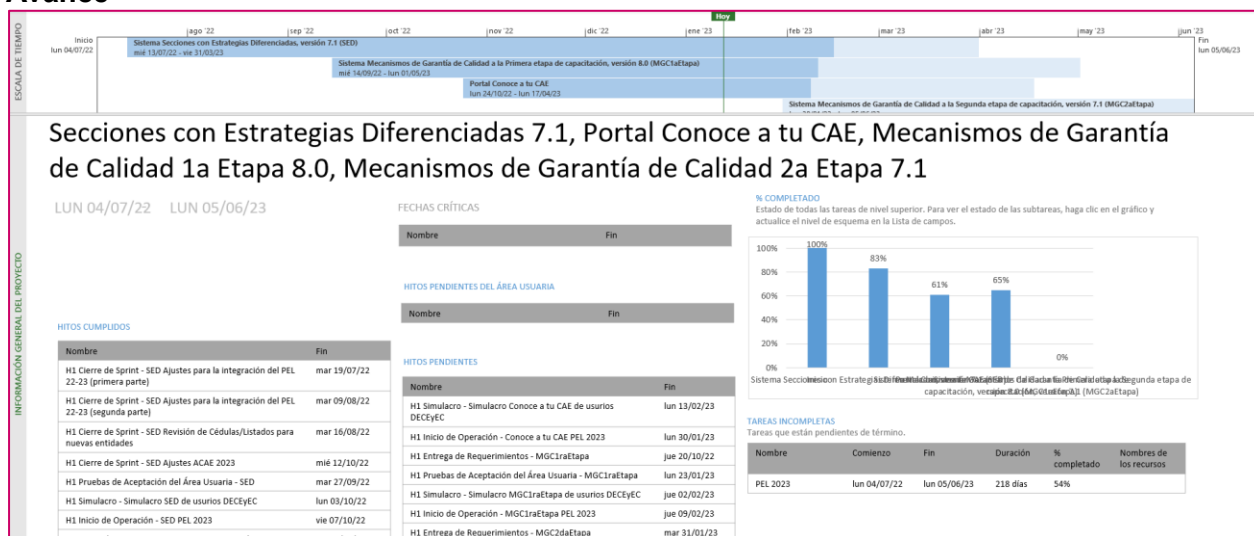 Avance
Hoy
ESCALA DE TIEMPO
Inicio
lun 04/07/22
ago '22
sep '22
oct '22
nov '22
dic '22
ene '23
feb '23
mar '23
abr '23
may '23
jun '23
Fin
lun 05/06/23
Sistema Secciones con Estrategias Diferenciadas, versión 7.1 (SED)
mié 13/07/22 - vie 31/03/23
Sistema Mecanismos de Garantía de Calidad a la Primera etapa de capacitación, versión 8.0 (MGC1aEtapa)
mié 14/09/22 - lun 01/05/23
Portal Conoce a tu CAE
lun 24/10/22 - lun 17/04/23
Sistema Mecanismos de Garantía de Calidad a la Segunda etapa de capacitación, versión 7.1 (MGC2aEtapa)
INFORMACIÓN GENERAL DEL PROYECTO
Secciones con Estrategias Diferenciadas 7.1, Portal Conoce a tu CAE, Mecanismos de Garantía
de Calidad 1a Etapa 8.0, Mecanismos de Garantía de Calidad 2a Etapa 7.1
LUN 04/07/22 LUN 05/06/23
HITOS CUMPLIDOS
Nombre Fin
H1 Cierre de Sprint - SED Ajustes para la integración del PEL mar 19/07/22
22-23 (primera parte)
H1 Cierre de Sprint - SED Ajustes para la integración del PEL mar 09/08/22
22-23 (segunda parte)
H1 Cierre de Sprint - SED Revisión de Cédulas/Listados para mar 16/08/22
nuevas entidades
H1 Cierre de Sprint - SED Ajustes ACAE 2023 mié 12/10/22
H1 Pruebas de Aceptación del Área Usuaria - SED mar 27/09/22
H1 Simulacro - Simulacro SED de usurios DECEyEC lun 03/10/22
H1 Inicio de Operación - SED PEL 2023 vie 07/10/22
FECHAS CRÍTICAS
Nombre Fin
HITOS PENDIENTES DEL ÁREA USUARIA
Nombre Fin
HITOS PENDIENTES
Nombre Fin
H1 Simulacro - Simulacro Conoce a tu CAE de usurios lun 13/02/23
DECEyEC
H1 Inicio de Operación - Conoce a tu CAE PEL 2023 lun 30/01/23
H1 Entrega de Requerimientos - MGC1raEtapa jue 20/10/22
H1 Pruebas de Aceptación del Área Usuaria - MGC1raEtapa lun 23/01/23
H1 Simulacro - Simulacro MGC1raEtapa de usurios DECEyEC jue 02/02/23
H1 Inicio de Operación - MGC1raEtapa PEL 2023 jue 09/02/23
H1 Entrega de Requerimientos - MGC2daEtapa mar 31/01/23
% COMPLETADO
Estado de todas las tareas de nivel superior. Para ver el estado de las subtareas, haga clic en el gráfico y
actualice el nivel de esquema en la Lista de campos.
100%
80%
60%
40%
20%
0%
100%
83%
61%
65%
0%
TAREAS INCOMPLETAS
Tareas que están pendientes de término.
Nombre Comienzo Fin Duración % completado Nombres de los recursos
PEL 2023 lun 04/07/22 lun 05/06/23 218 días 54%